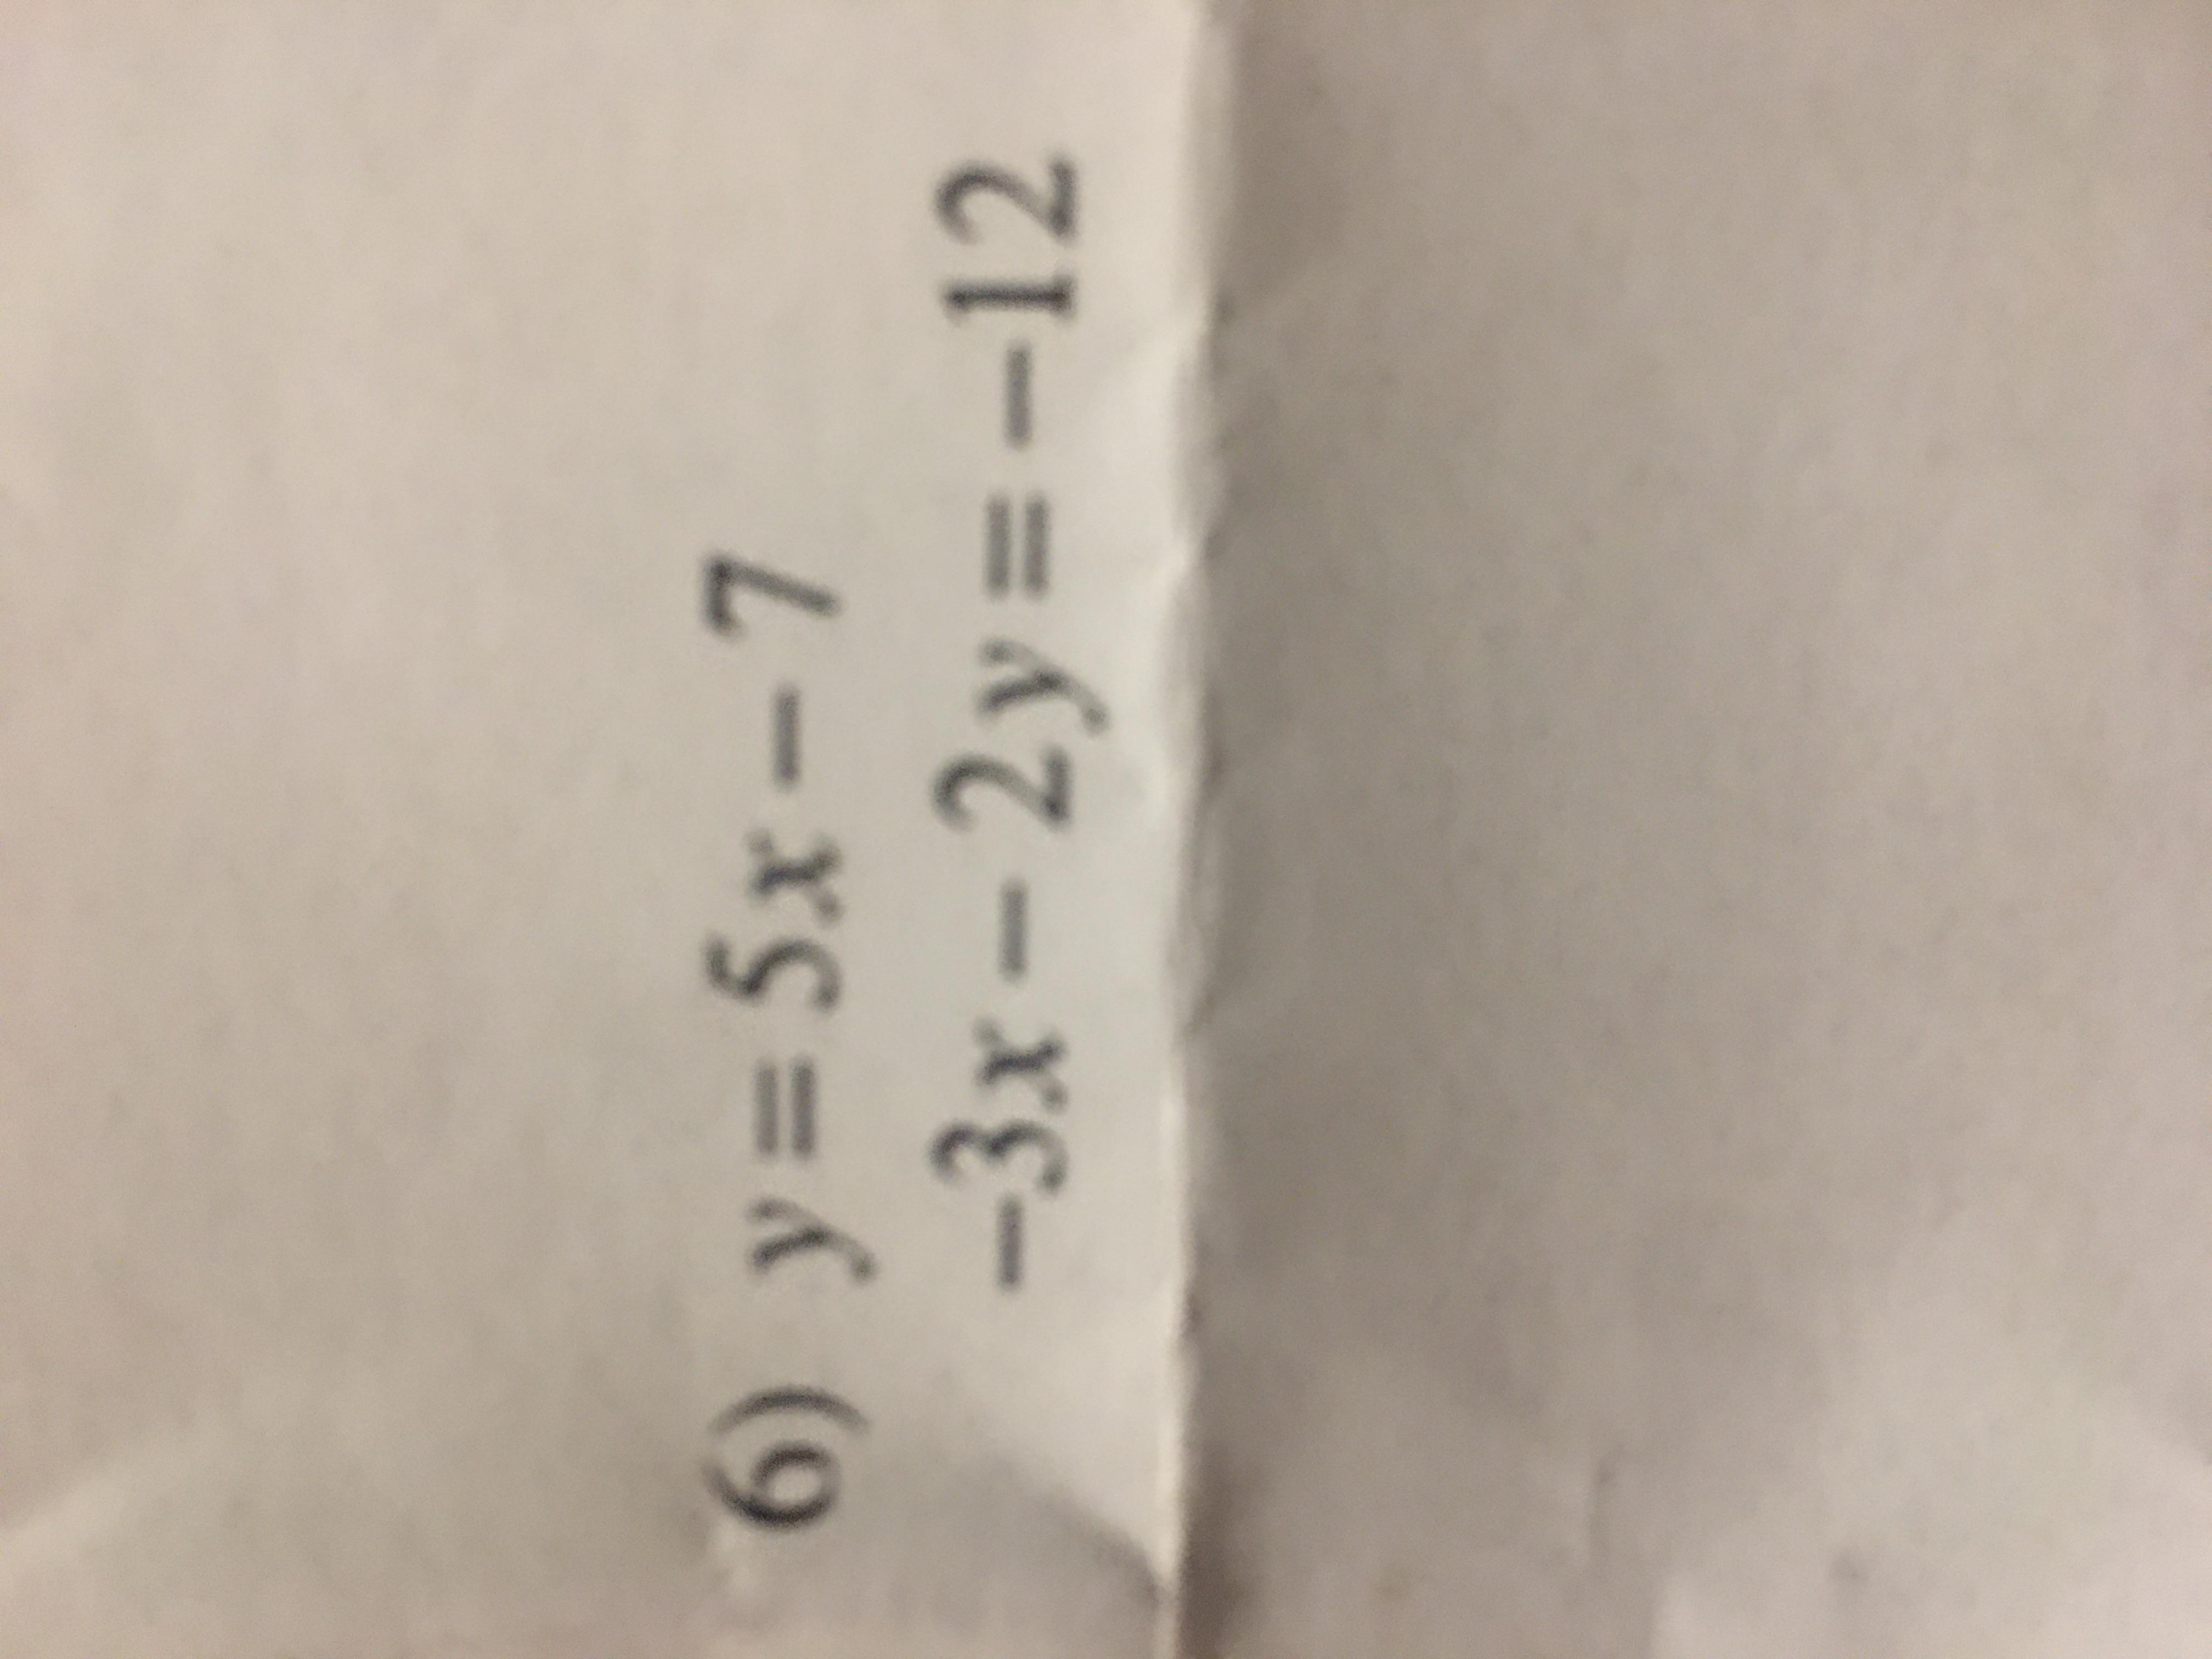 6) y = 5x − 7
−3x − 2y = −12